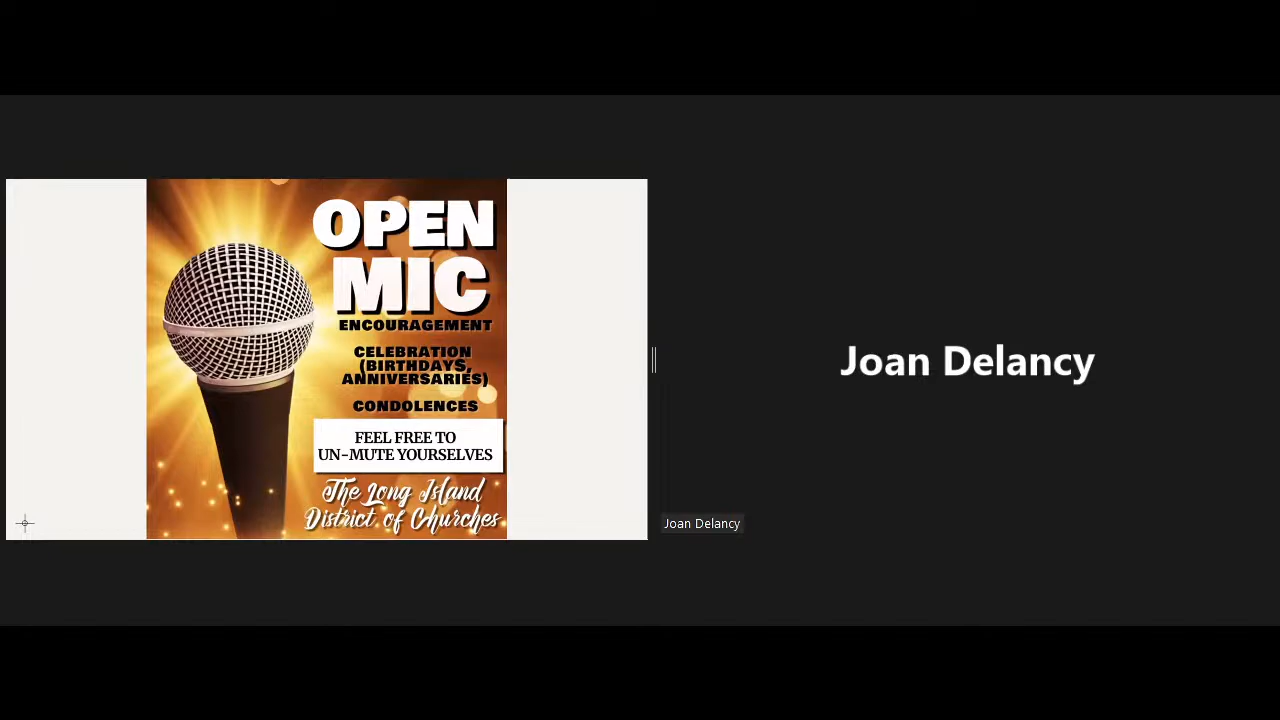 OPEN
MIC
ENCOURAGEMENT
CELEBRATION
(BIRTHDAYS,
ANNIVERSARIES)
CONDOLENCES
FEEL FREE TO
UN-MUTE YOURSELVES
The Long Island
District of Churches
Joan Delancy
Joan Delancy